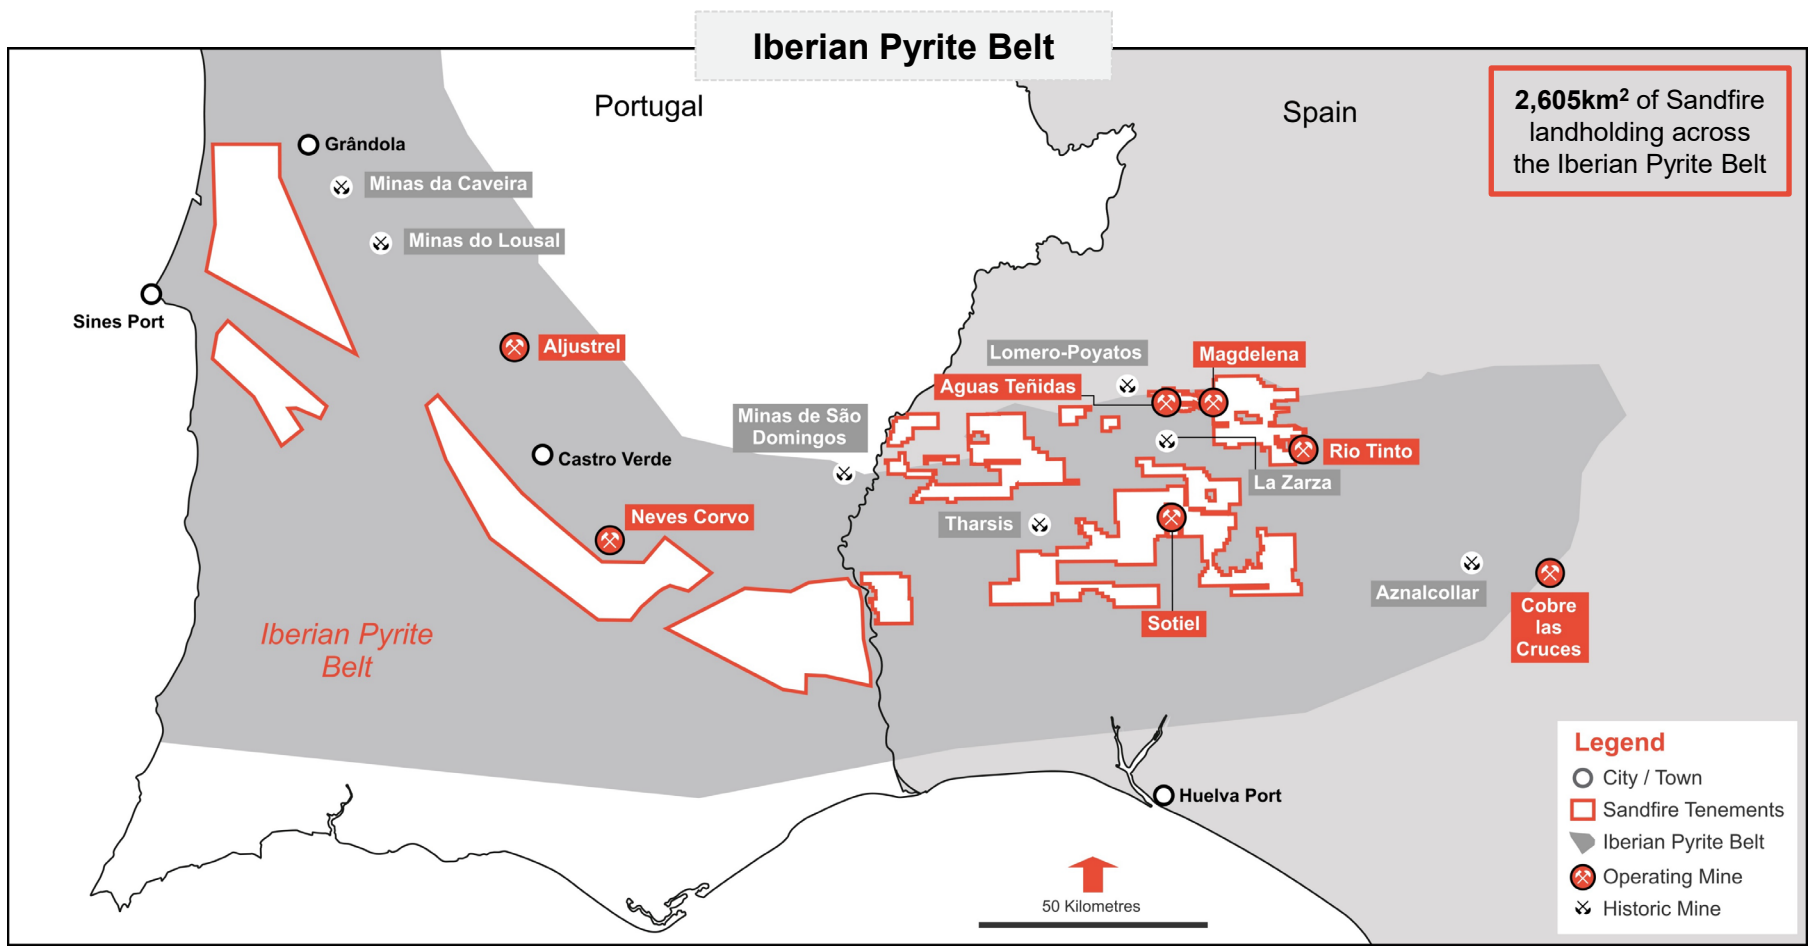 Iberian Pyrite Belt
Portugal
Spain
2,605km² of Sandfire
landholding across
the Iberian Pyrite Belt
Grândola
Minas da Caveira
Minas do Lousal
Sines Port
Aljustrel
Lomero-Poyatos
Magdelena
Aguas Teñidas
Minas de São
Domingos
Castro Verde
Rio Tinto
La Zarza
Neves Corvo
Tharsis
Aznalcollar
Cobre
las
Cruces
Sotiel
Iberian Pyrite
Belt
Huelva Port
50 Kilometres
Legend
City / Town
Sandfire Tenements
Iberian Pyrite Belt
Operating Mine
Historic Mine